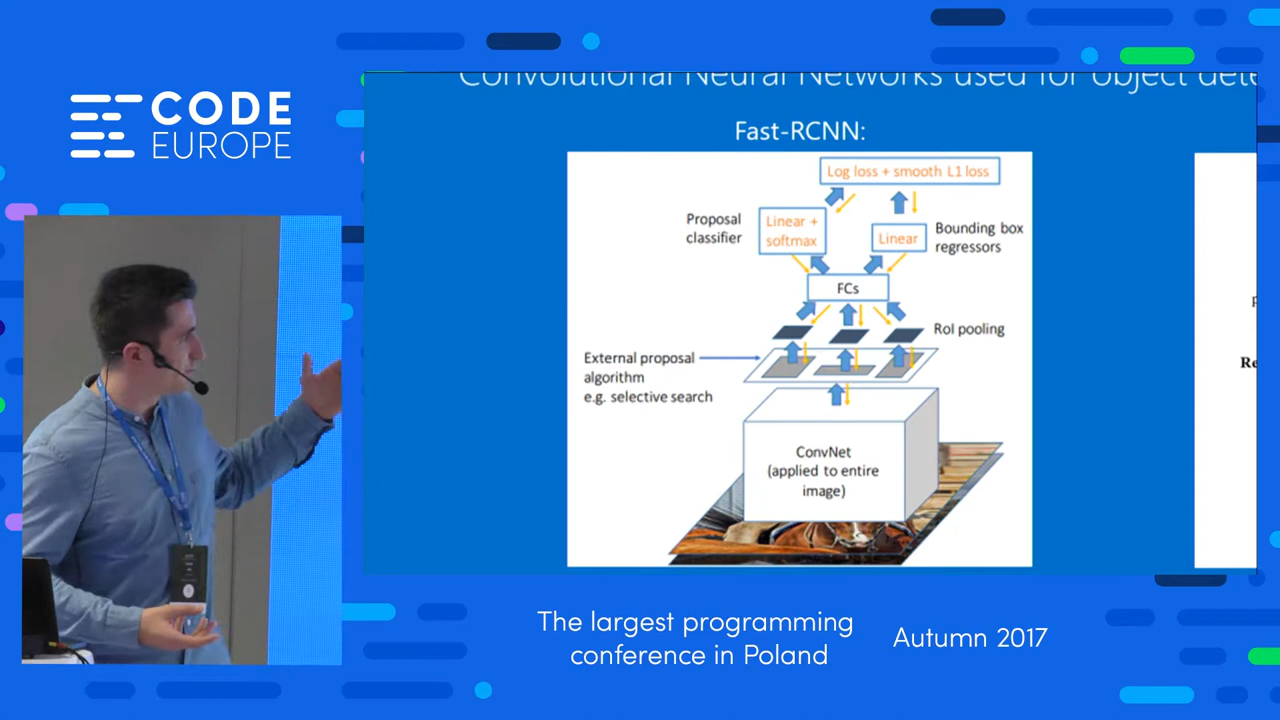 CODE
EUROPE
Convolutional Neural Networks used for object dete
Fast-RCNN:
Log loss + smooth L1 loss
Proposal
classifier
Linear +
softmax
Linear
Bounding box
regressors
FCs
RoI pooling
External proposal
algorithm
e.g. selective search
ConvNet
(applied to entire
image)
Re
The largest programming
conference in Poland
Autumn 2017